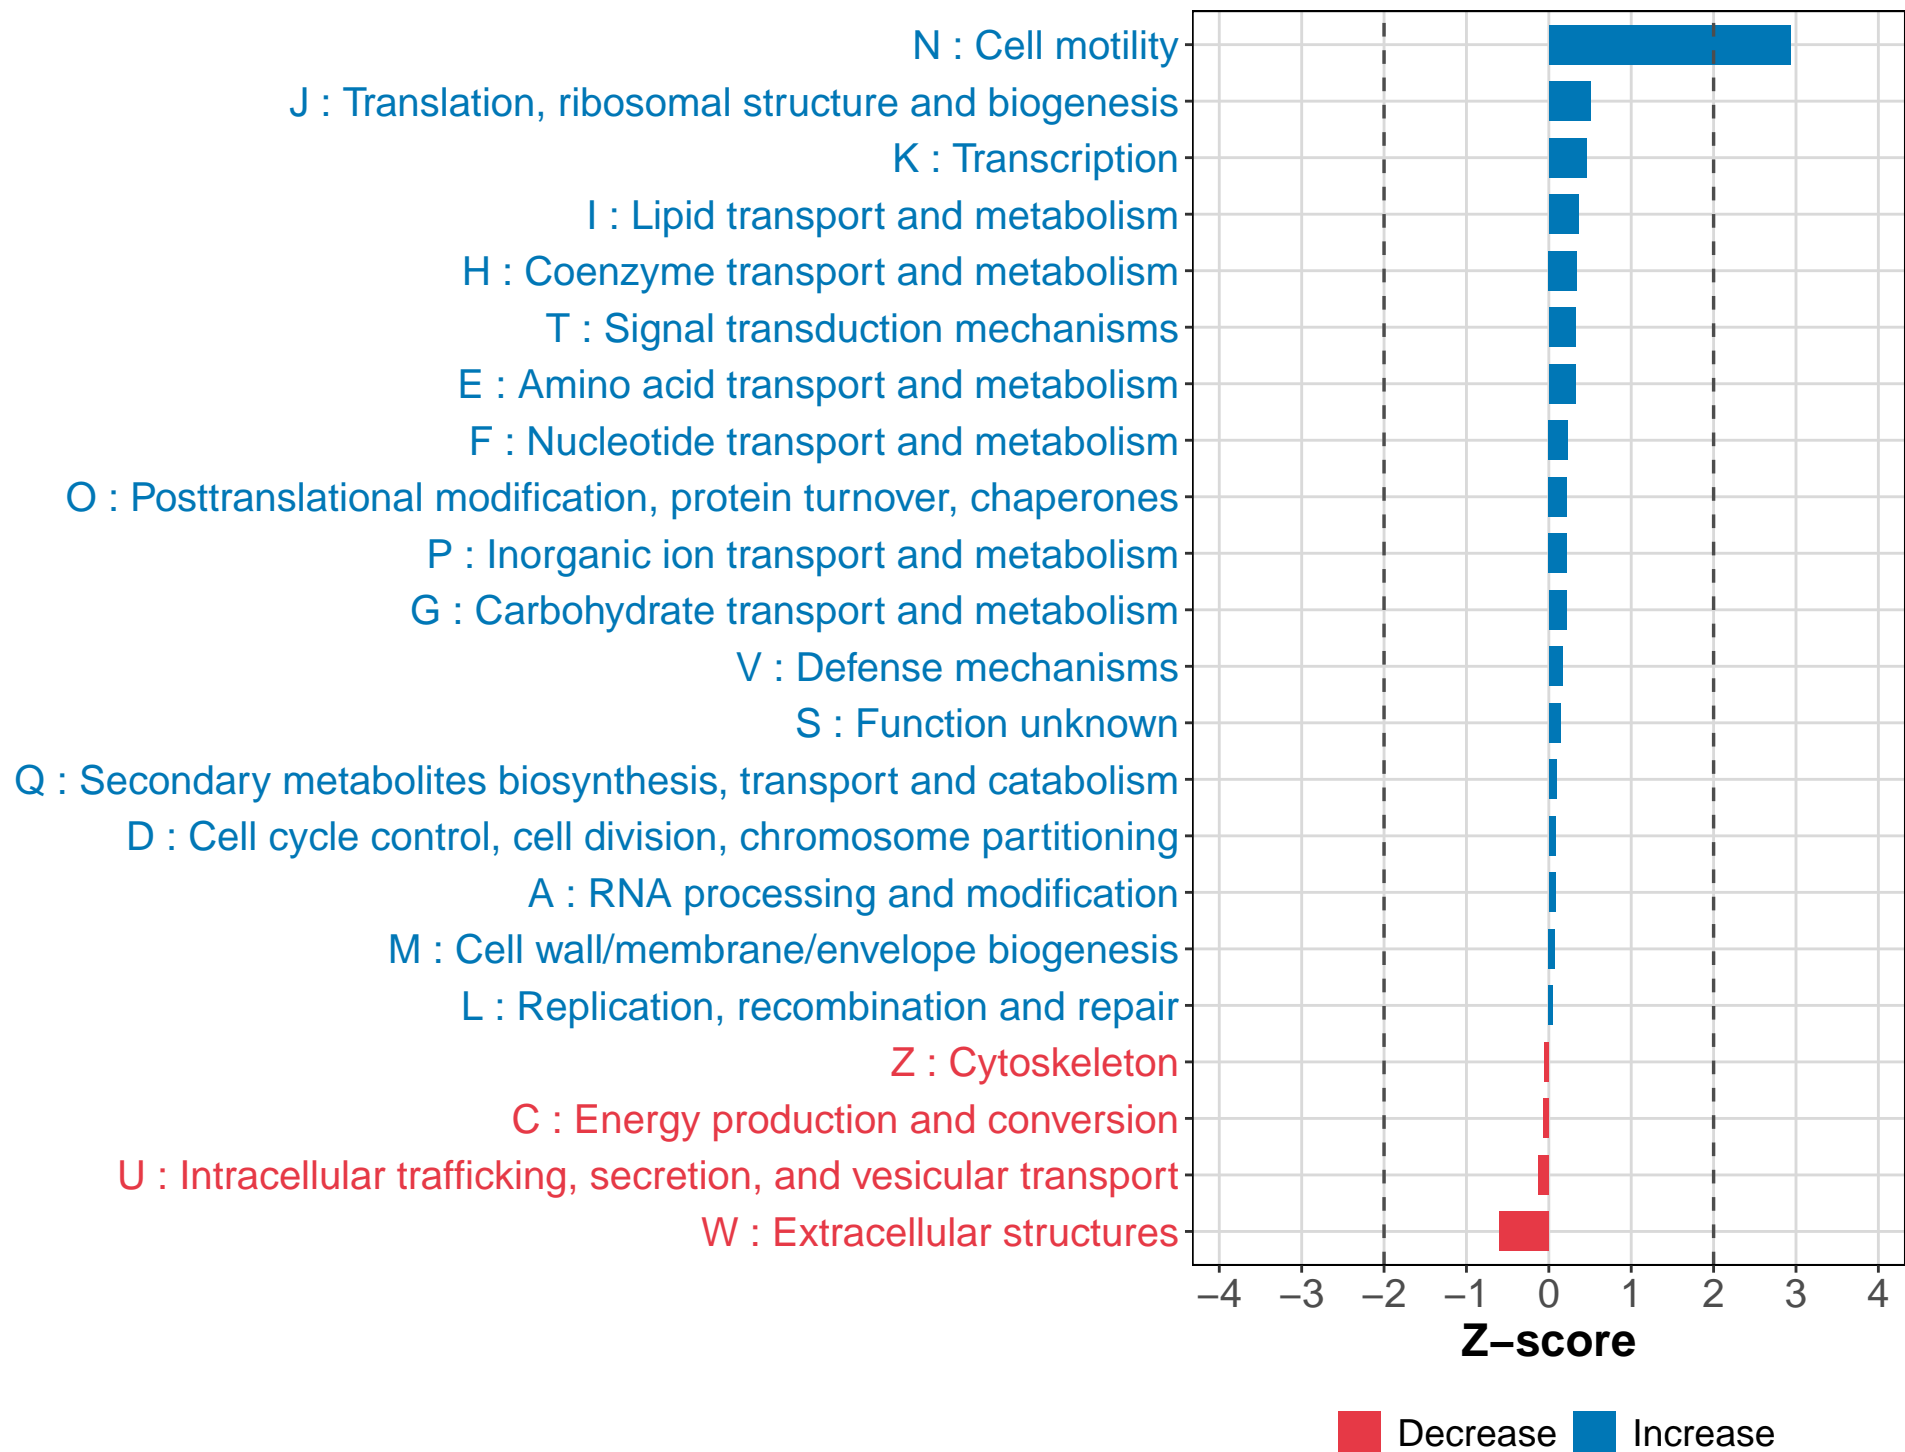 N : Cell motility
J : Translation, ribosomal structure and biogenesis
K : Transcription
I : Lipid transport and metabolism
H : Coenzyme transport and metabolism
T : Signal transduction mechanisms
E : Amino acid transport and metabolism
F : Nucleotide transport and metabolism
O : Posttranslational modification, protein turnover, chaperones
P : Inorganic ion transport and metabolism
G : Carbohydrate transport and metabolism
V : Defense mechanisms
S : Function unknown
Q : Secondary metabolites biosynthesis, transport and catabolism
D : Cell cycle control, cell division, chromosome partitioning
A : RNA processing and modification
M : Cell wall/membrane/envelope biogenesis
L : Replication, recombination and repair
Z : Cytoskeleton
C : Energy production and conversion
U : Intracellular trafficking, secretion, and vesicular transport
W : Extracellular structures
−4 −3 −2 −1 0 1 2 3 4
Z−score
Decrease Increase